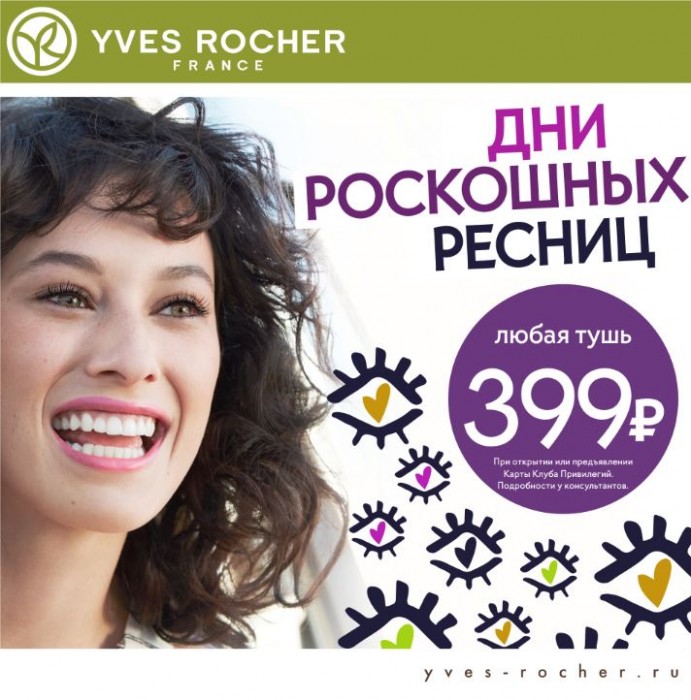 YVES ROCHER
FRANCE
ДНИ
РОСКОШНЫХ
РЕСНИЦ
любая тушь
399₽
При открытии или предъявлении
Карты Клуба Привилегий.
Подробности у консультантов.
yves-rocher.ru